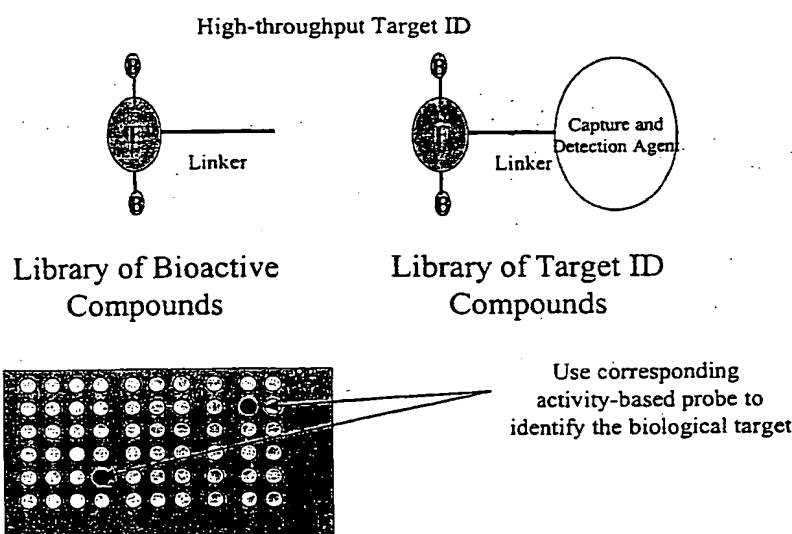 High-throughput Target ID
B
B
F
F
Linker
Linker
Capture and
Detection Agent
B
B
Library of Bioactive
Compounds
Library of Target ID
Compounds
Use corresponding
activity-based probe to
identify the biological target